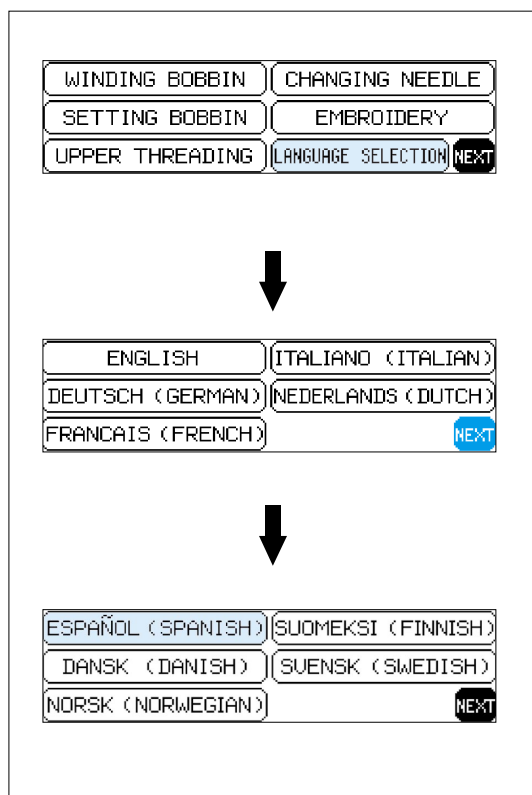 WINDING BOBBIN CHANGING NEEDLE
SETTING BOBBIN EMBROIDERY
UPPER THREADING LANGUAGE SELECTION NEXT
ENGLISH ITALIANO (ITALIAN)
DEUTSCH (GERMAN) NEDERLANDS (DUTCH)
FRANCAIS (FRENCH) NEXT
ESPAÑOL (SPANISH) SUOMEKSI (FINNISH)
DANSK (DANISH) SVENSK (SWEDISH)
NORSK (NORWEGIAN) NEXT